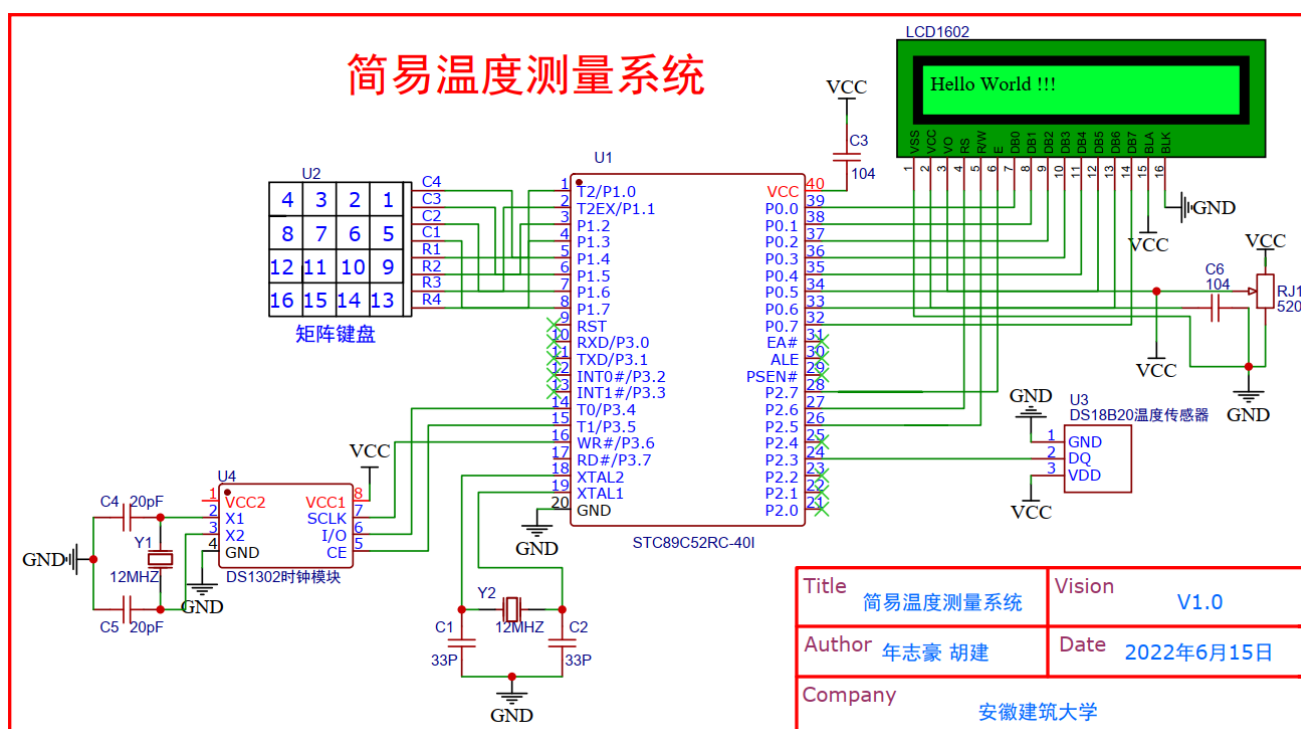 简易温度测量系统
LCD1602
Hello World !!!
VSS
VCC
VO
RS
R/W
E
DB0
DB1
DB2
DB3
DB4
DB5
DB6
DB7
BLA
BLK
1
2
3
4
5
6
7
8
9
10
11
12
13
14
15
16
GND
VCC
VCC
C3
104
U2
4 3 2 1
8 7 6 5
12 11 10 9
16 15 14 13
C4
C3
C2
C1
R1
R2
R3
R4
矩阵键盘
U1
1 T2/P1.0
2 T2EX/P1.1
3 P1.2
4 P1.3
5 P1.4
6 P1.5
7 P1.6
8 P1.7
9 RST
10 RXD/P3.0
11 TXD/P3.1
12 INT0#/P3.2
13 INT1#/P3.3
14 T0/P3.4
15 T1/P3.5
16 WR#/P3.6
17 RD#/P3.7
18 XTAL2
19 XTAL1
20 GND
VCC 40
P0.0 39
P0.1 38
P0.2 37
P0.3 36
P0.4 35
P0.5 34
P0.6 33
P0.7 32
EA# 31
ALE 30
PSEN# 29
P2.7 28
P2.6 27
P2.5 26
P2.4 25
P2.3 24
P2.2 23
P2.1 22
P2.0 21
STC89C52RC-40I
GND
VCC
C6
104
RJ1
520
VCC
GND
GND
U3
DS18B20温度传感器
1 GND
2 DQ
3 VDD
VCC
VCC
U4
1 VCC2
2 X1
3 X2
4 GND
VCC1 8
SCLK 7
I/O 6
CE 5
DS1302时钟模块
C4 20pF
Y1
12MHZ
GND
C5 20pF
GND
Y2
12MHZ
C1
33P
C2
33P
GND
Title 简易温度测量系统
Vision V1.0
Author 年志豪 胡建
Date 2022年6月15日
Company 安徽建筑大学